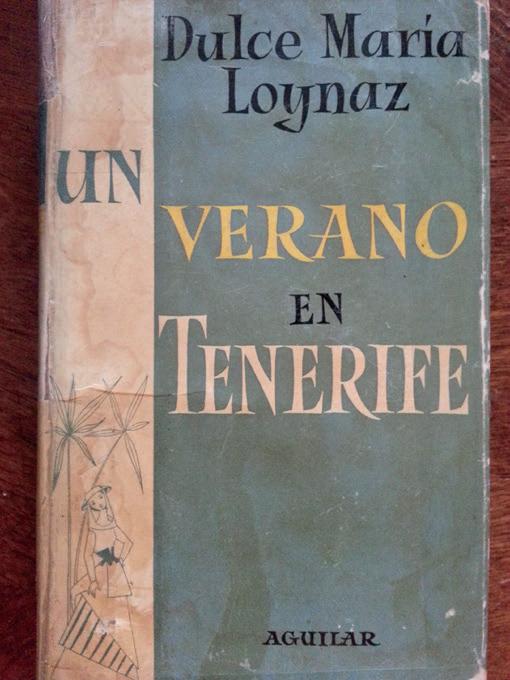 Dulce María
Loynaz
UN
VERANO
EN
TENERIFE
AGUILAR